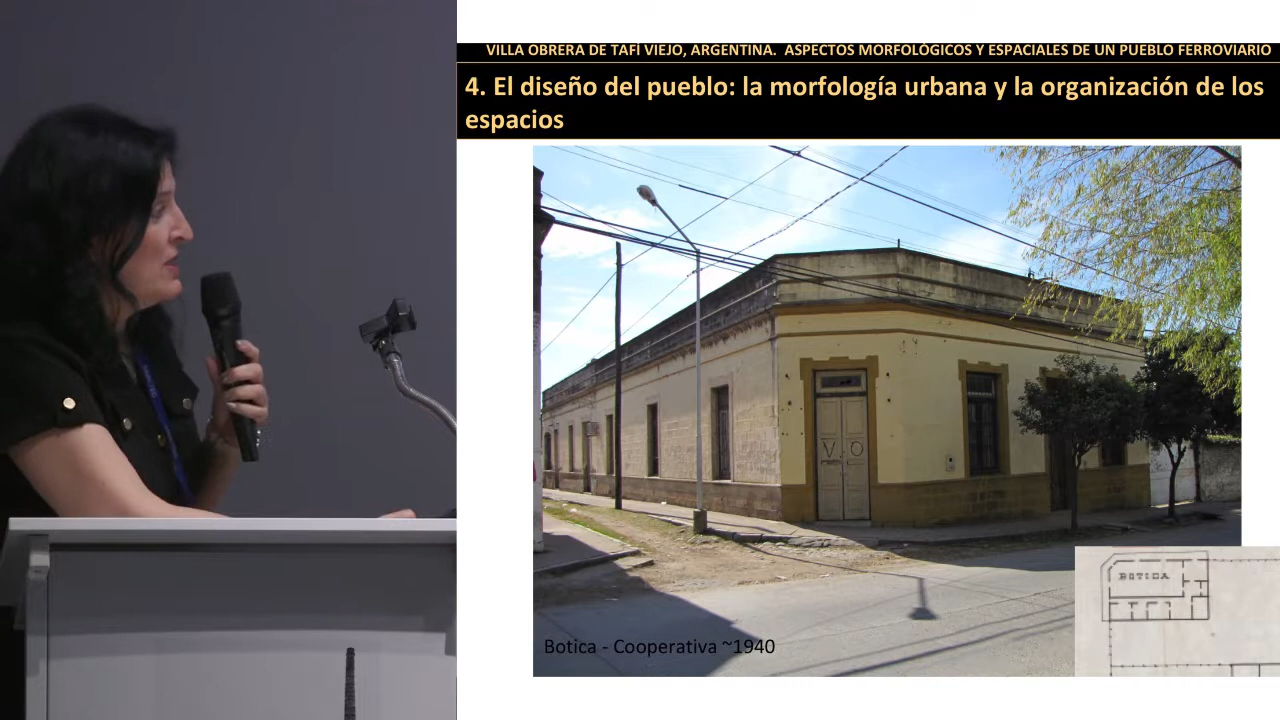 VILLA OBRERA DE TAFÍ VIEJO, ARGENTINA.  ASPECTOS MORFOLÓGICOS Y ESPACIALES DE UN PUEBLO FERROVIARIO
4. El diseño del pueblo: la morfología urbana y la organización de los
espacios
V O
BOTICA
Botica - Cooperativa ~1940